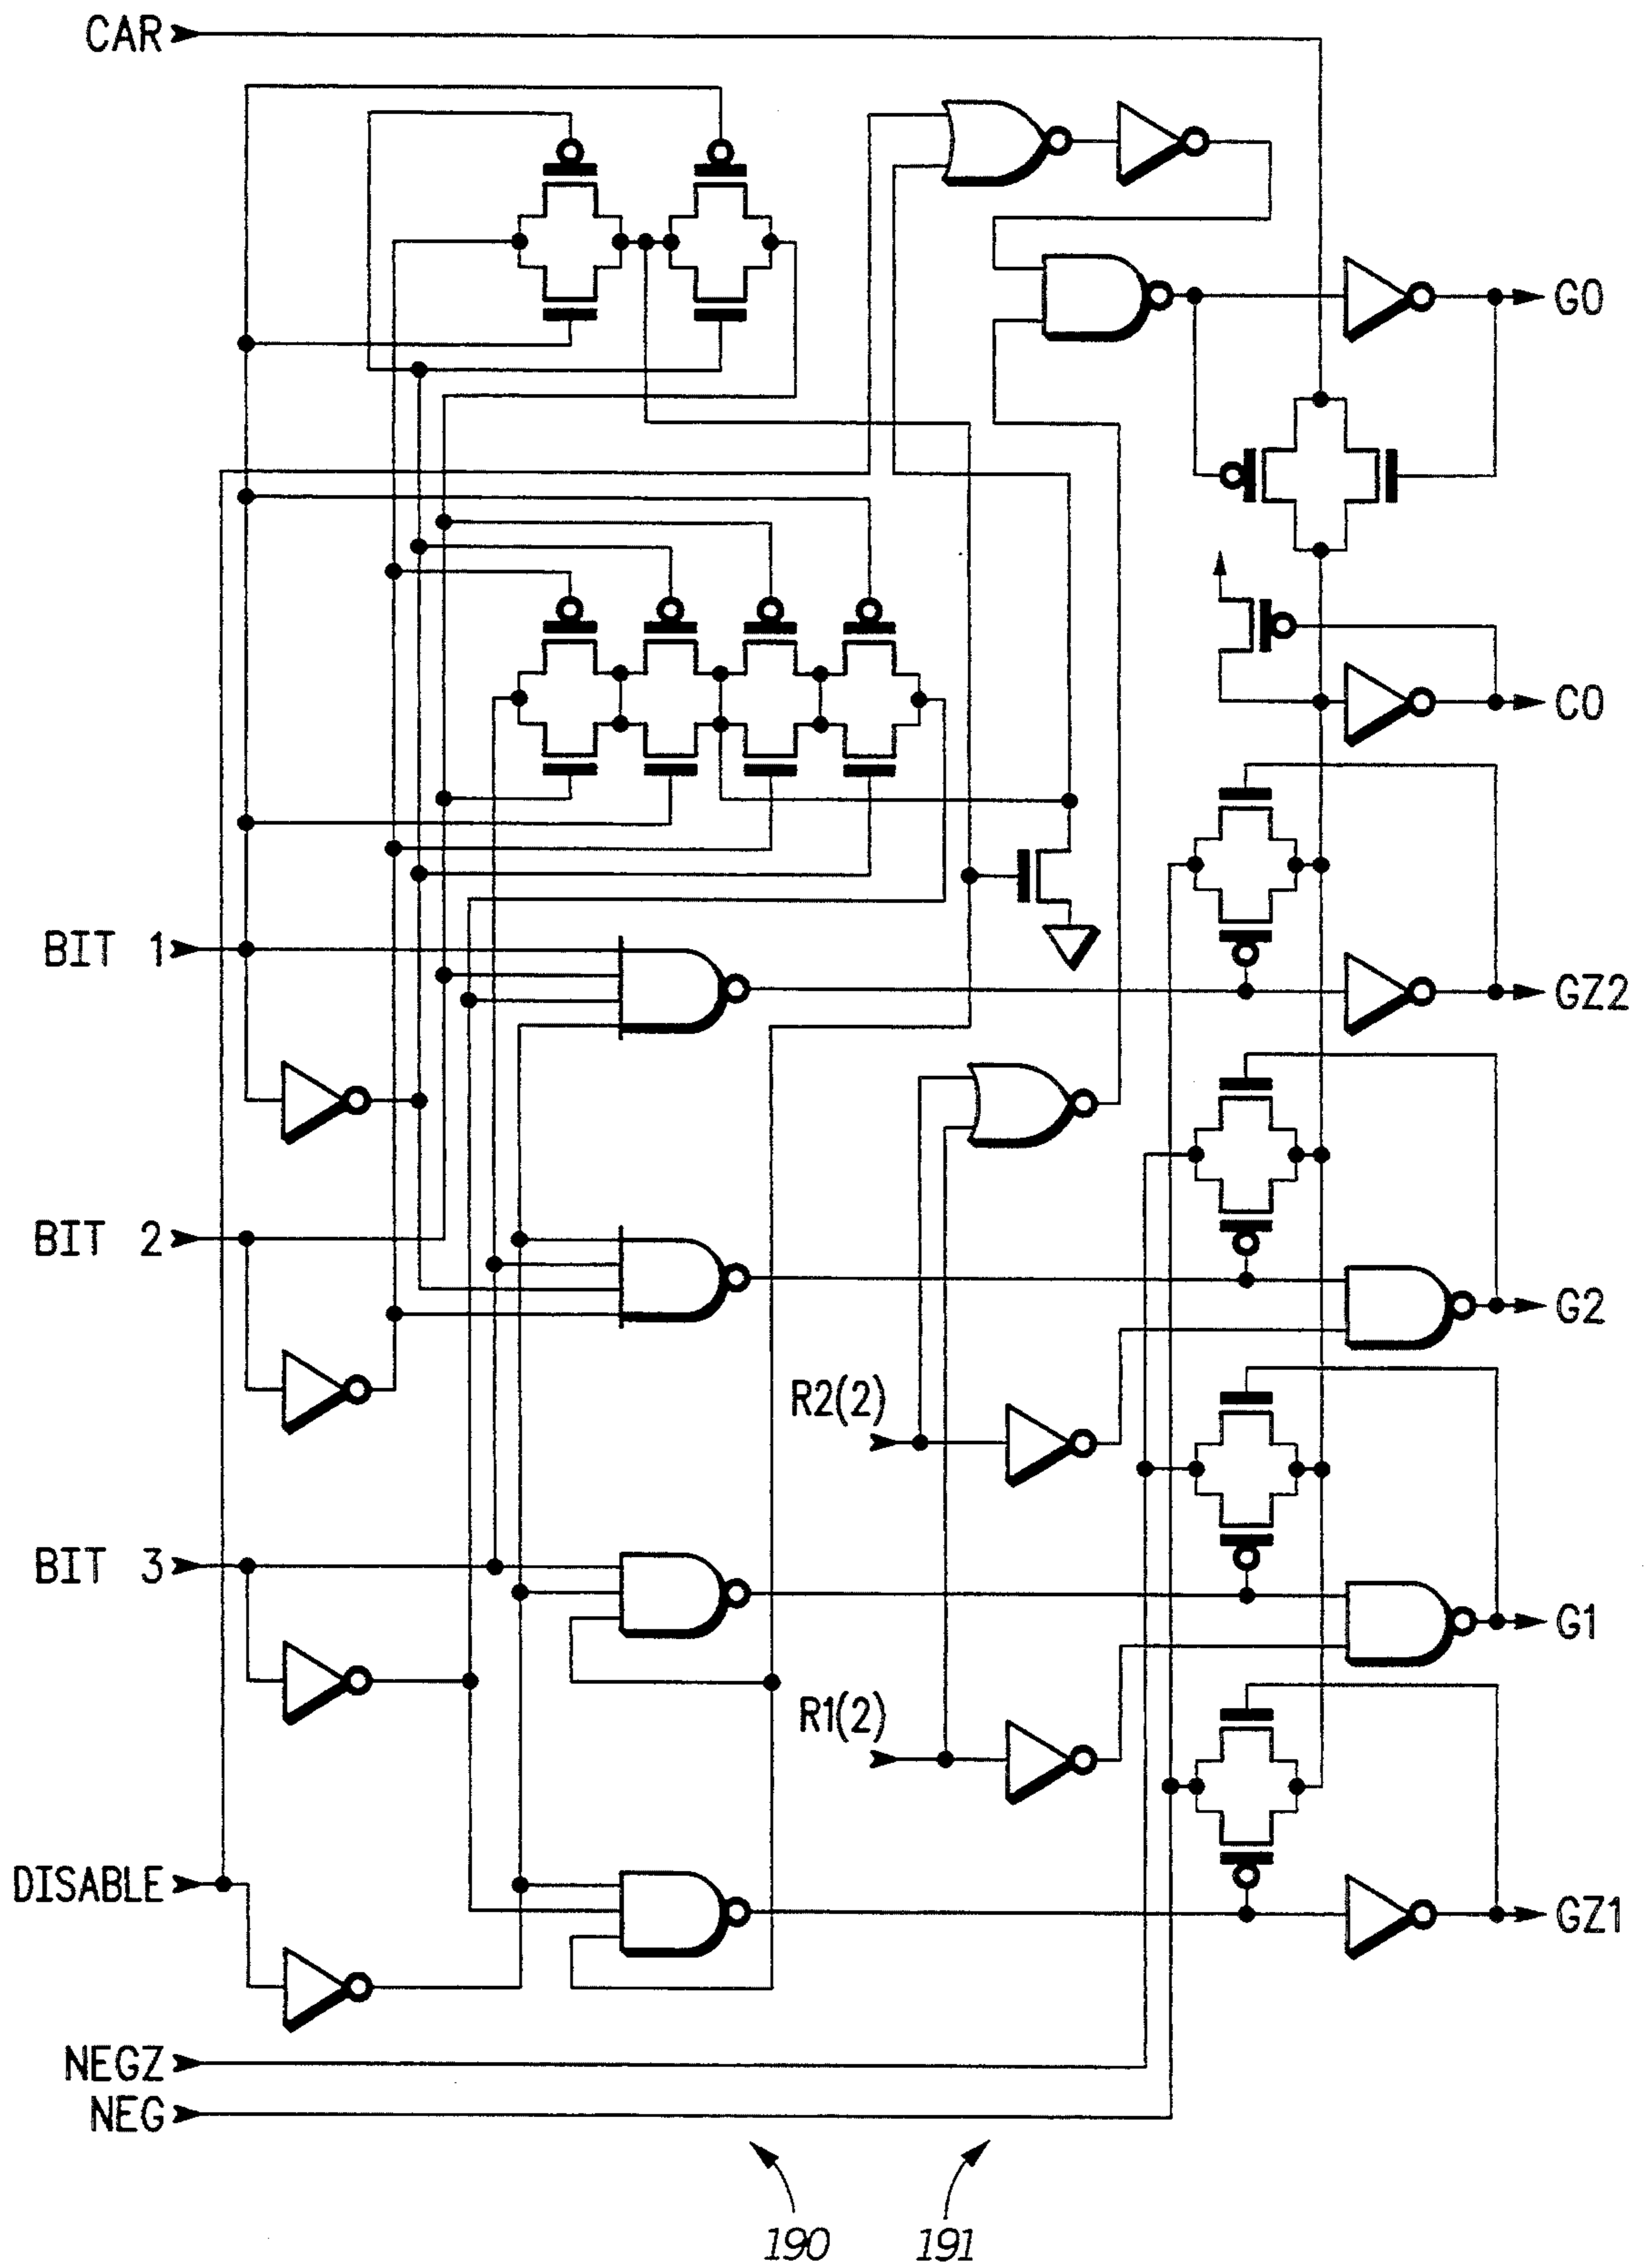 CAR
G0
C0
BIT 1
GZ2
BIT 2
G2
R2(2)
BIT 3
G1
R1(2)
DISABLE
GZ1
NEGZ
NEG
190
191